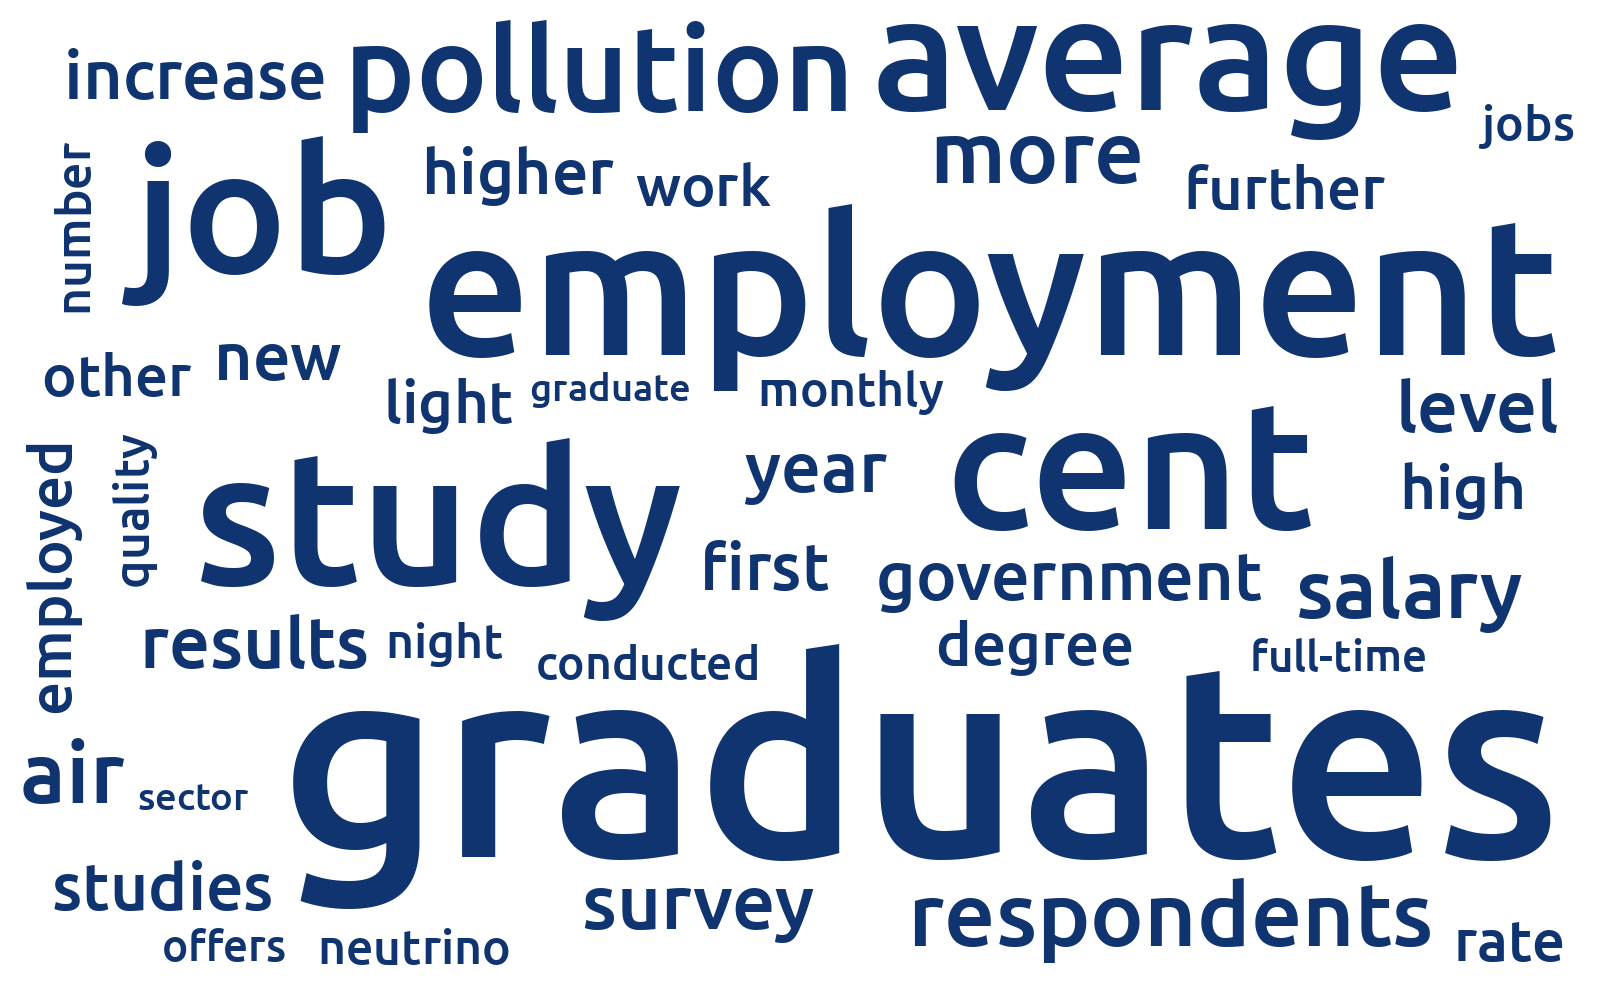 increase
pollution
average
jobs
number
job
higher
work
more
further
employment
other
new
light
graduate
monthly
level
employed
quality
study
year
cent
high
first
government
salary
results
night
conducted
degree
full-time
air
sector
graduates
studies
survey
respondents
offers
neutrino
rate